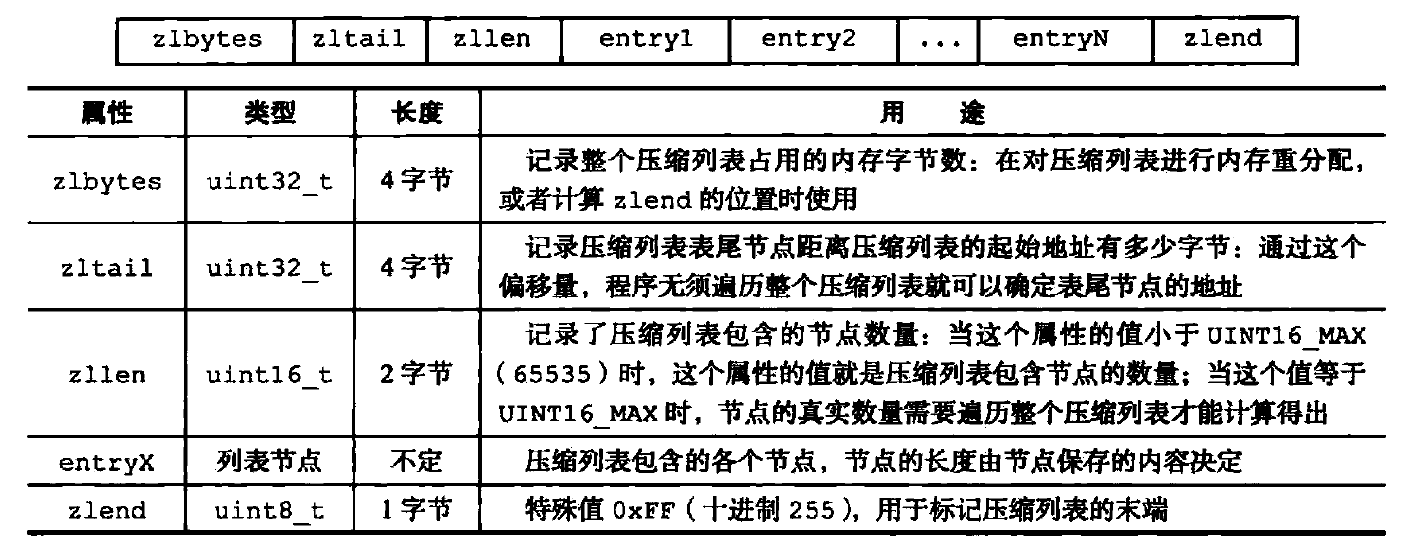 zlbytes zltail zllen entry1 entry2 ... entryN zlend
属性 类型 长度 用 途
zlbytes uint32_t 4字节 记录整个压缩列表占用的内存字节数：在对压缩列表进行内存重分配，
或者计算 zlend 的位置时使用
zltail uint32_t 4字节 记录压缩列表表尾节点距离压缩列表的起始地址有多少字节：通过这个
偏移量，程序无须遍历整个压缩列表就可以确定表尾节点的地址
zllen uint16_t 2字节 记录了压缩列表包含的节点数量：当这个属性的值小于 UINT16_MAX
（65535）时，这个属性的值就是压缩列表包含节点的数量；当这个值等于
UINT16_MAX 时，节点的真实数量需要遍历整个压缩列表才能计算得出
entryX 列表节点 不定 压缩列表包含的各个节点，节点的长度由节点保存的内容决定
zlend uint8_t 1字节 特殊值 0xFF（十进制 255），用于标记压缩列表的末端